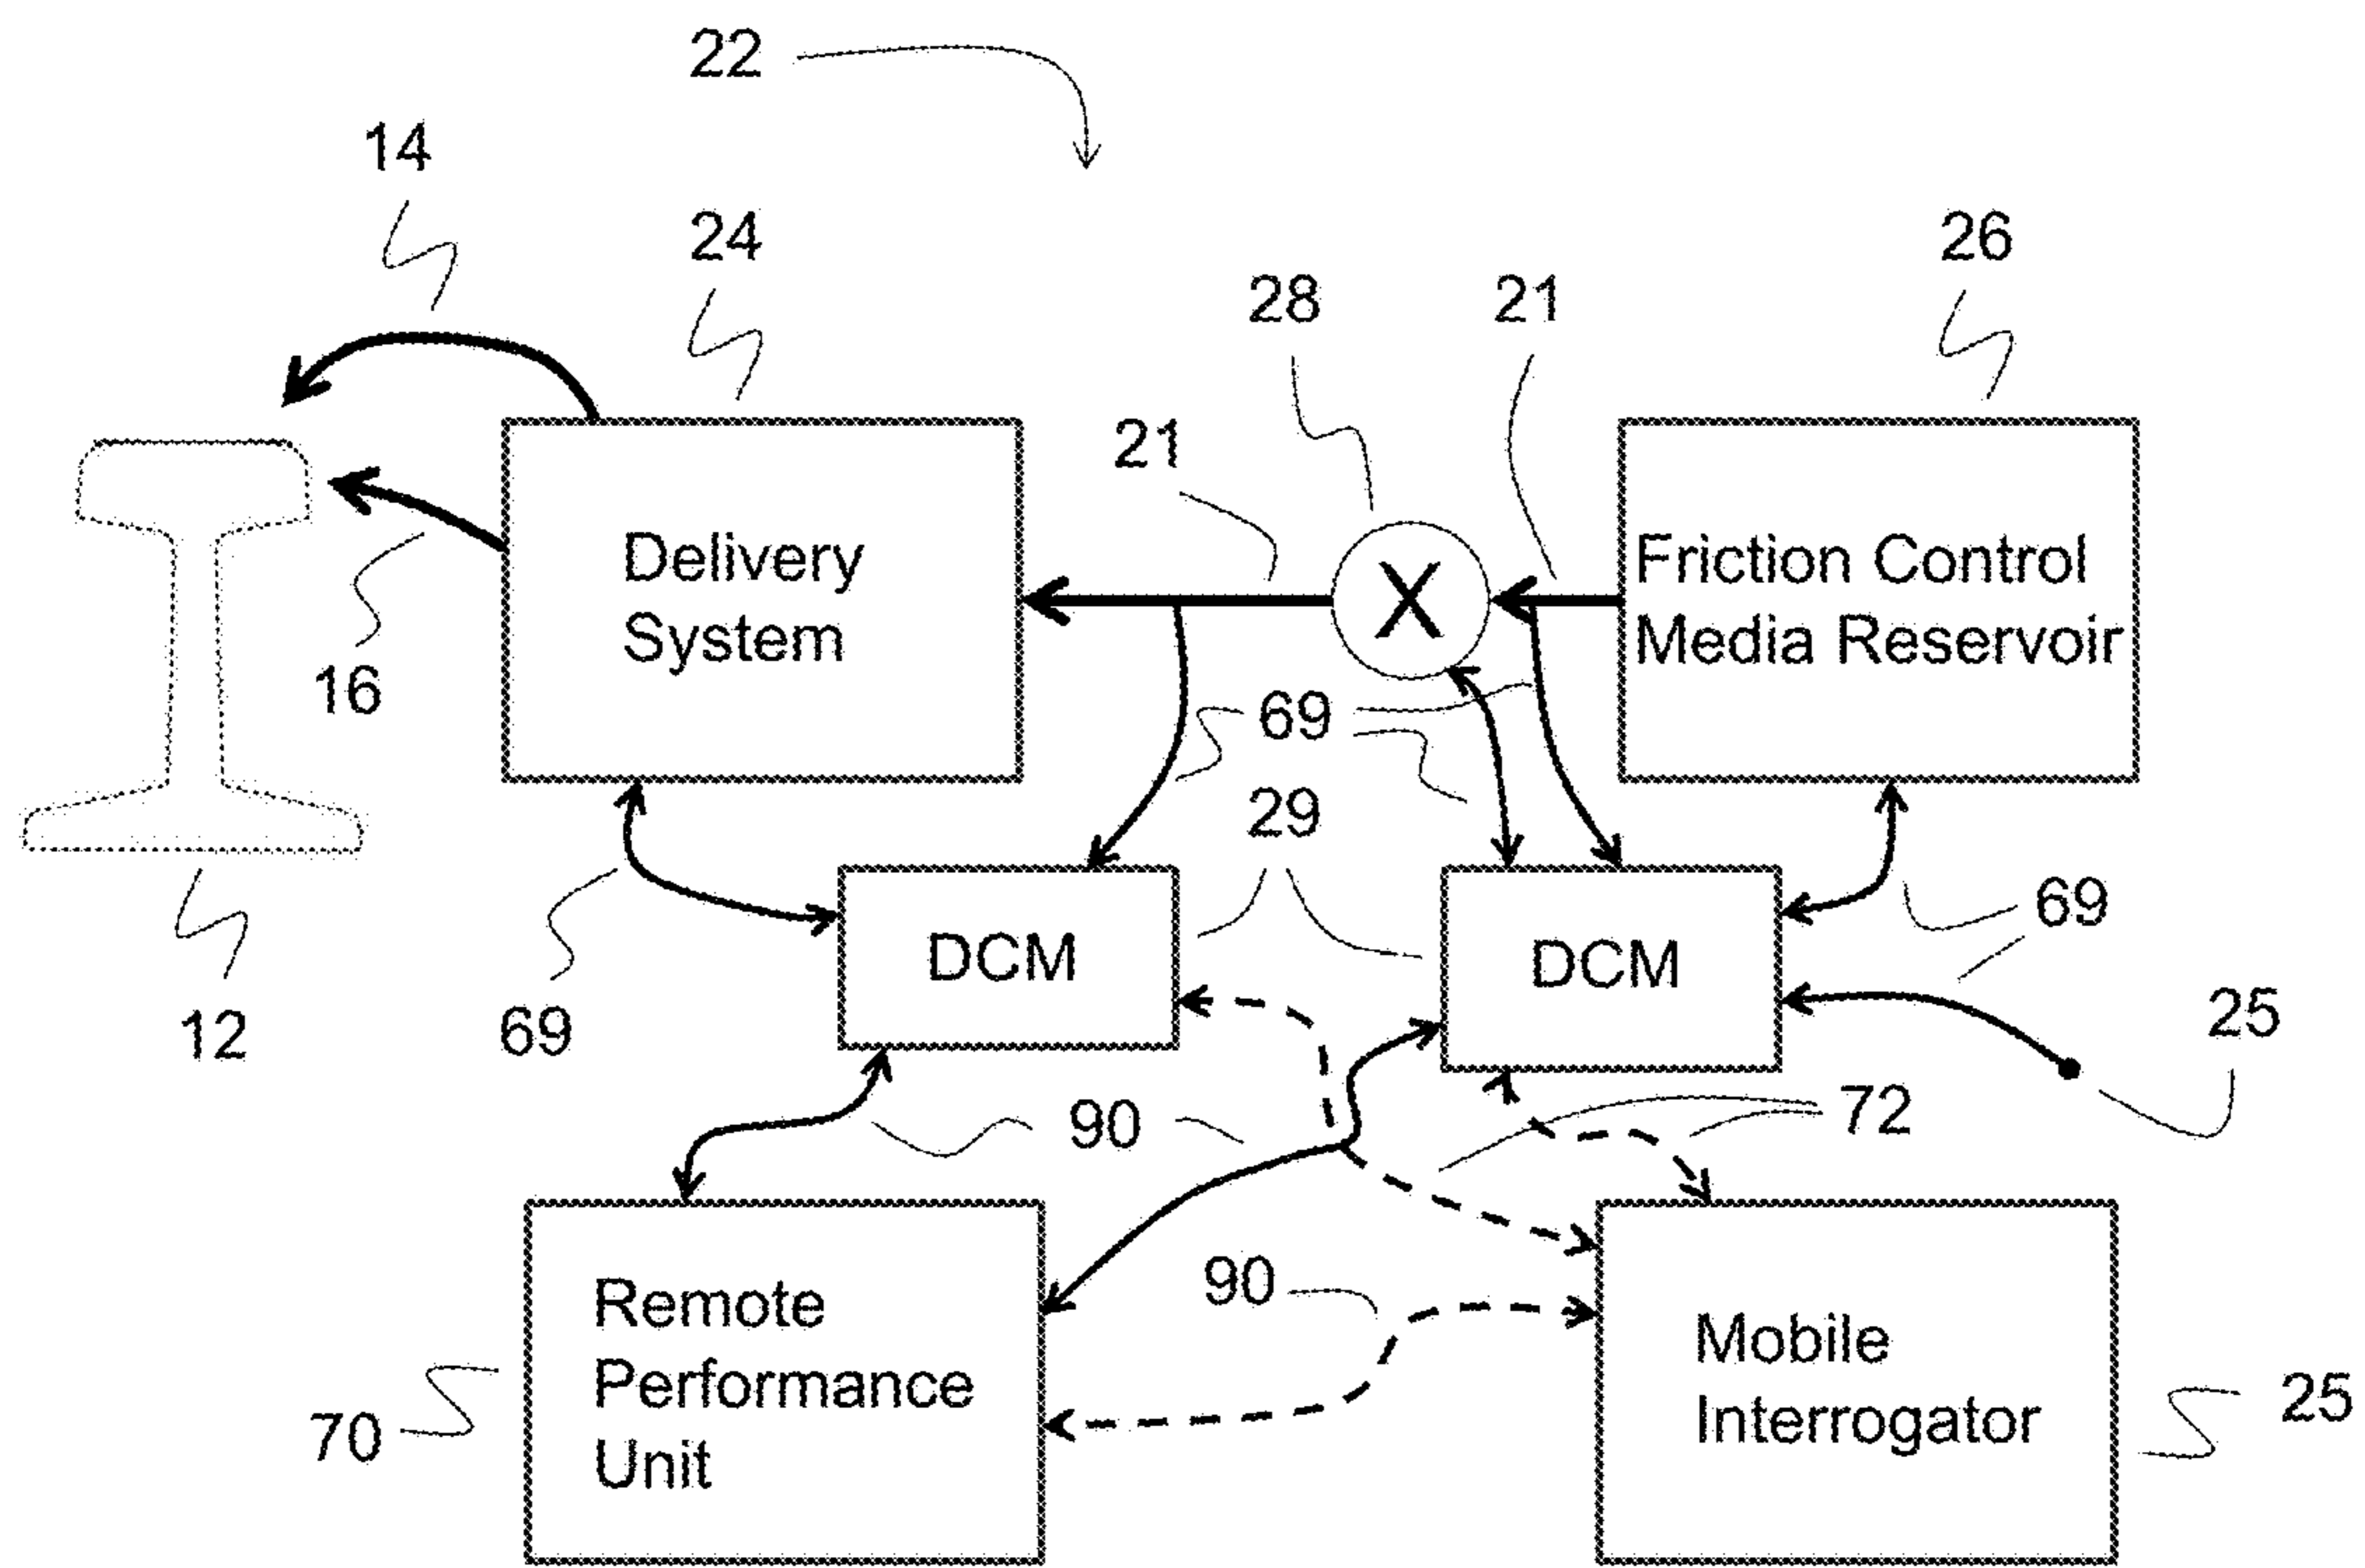 22
14
24
26
28
21
21
Delivery
System
X
Friction Control
Media Reservoir
16
69
29
DCM
DCM
69
12
69
25
90
72
90
Remote
Performance
Unit
Mobile
Interrogator
70
25